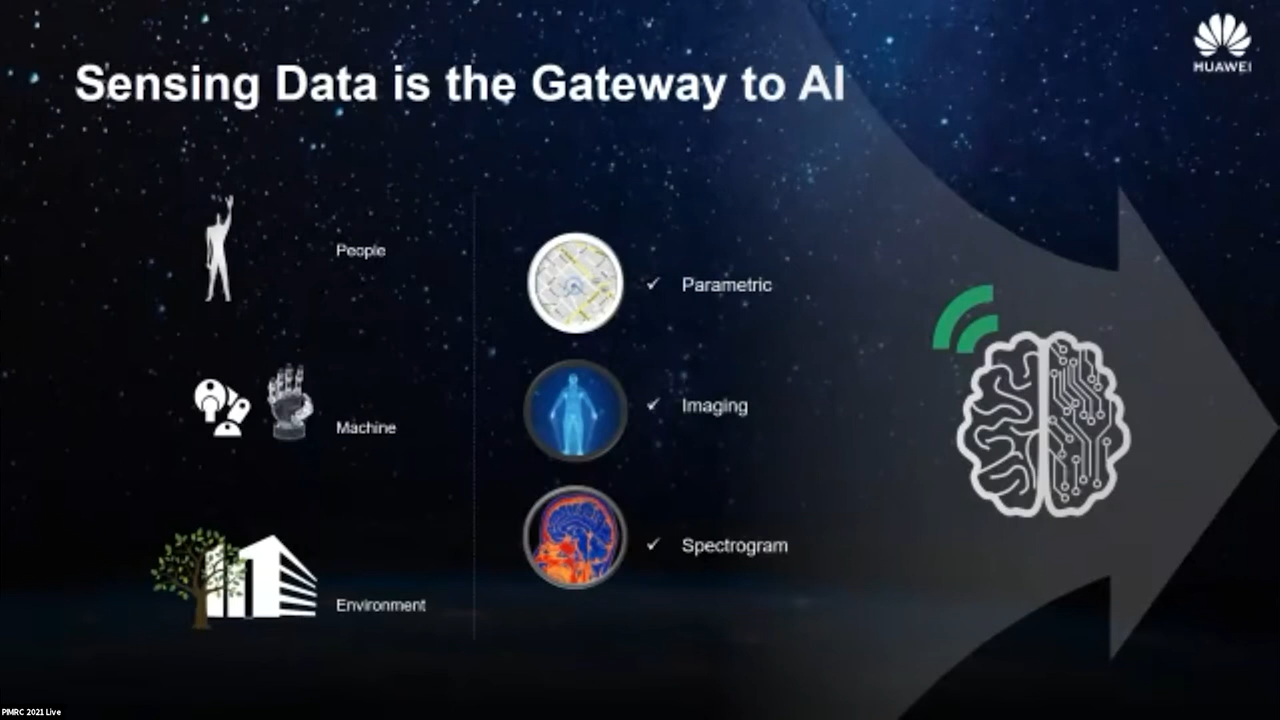 HUAWEI
Sensing Data is the Gateway to AI
People
Machine
Environment
✓ Parametric
✓ Imaging
✓ Spectrogram
PIMRC 2021 Live